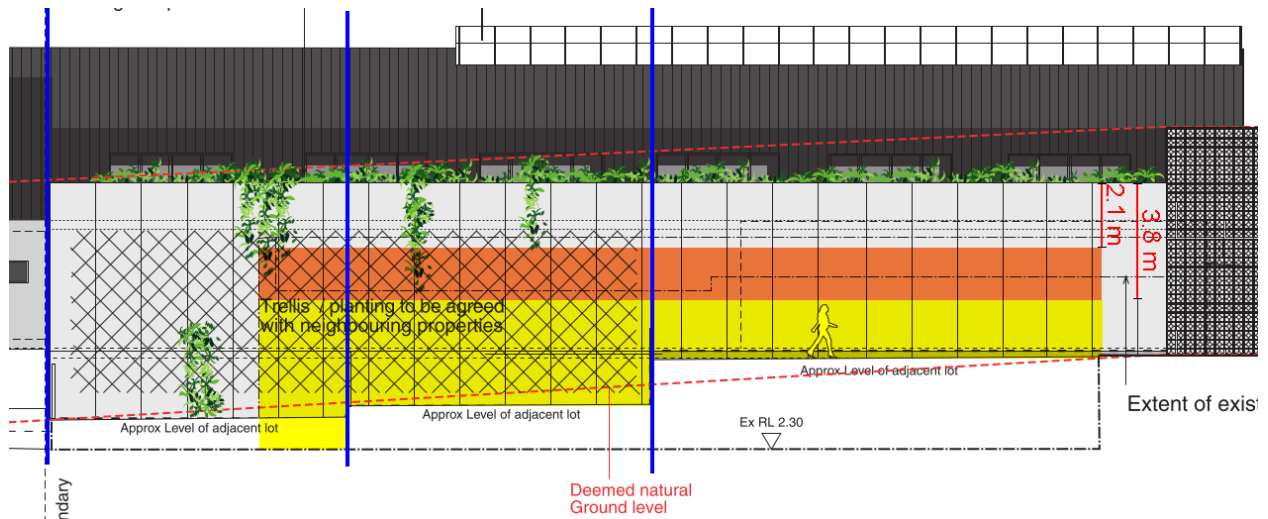 2.1 m
3.8 m
Trellis / planting to be agreed
with neighbouring properties
Approx Level of adjacent lot
Approx Level of adjacent lot
Approx Level of adjacent lot
Extent of exist
Ex RL 2.30
Deemed natural
Ground level
ndary